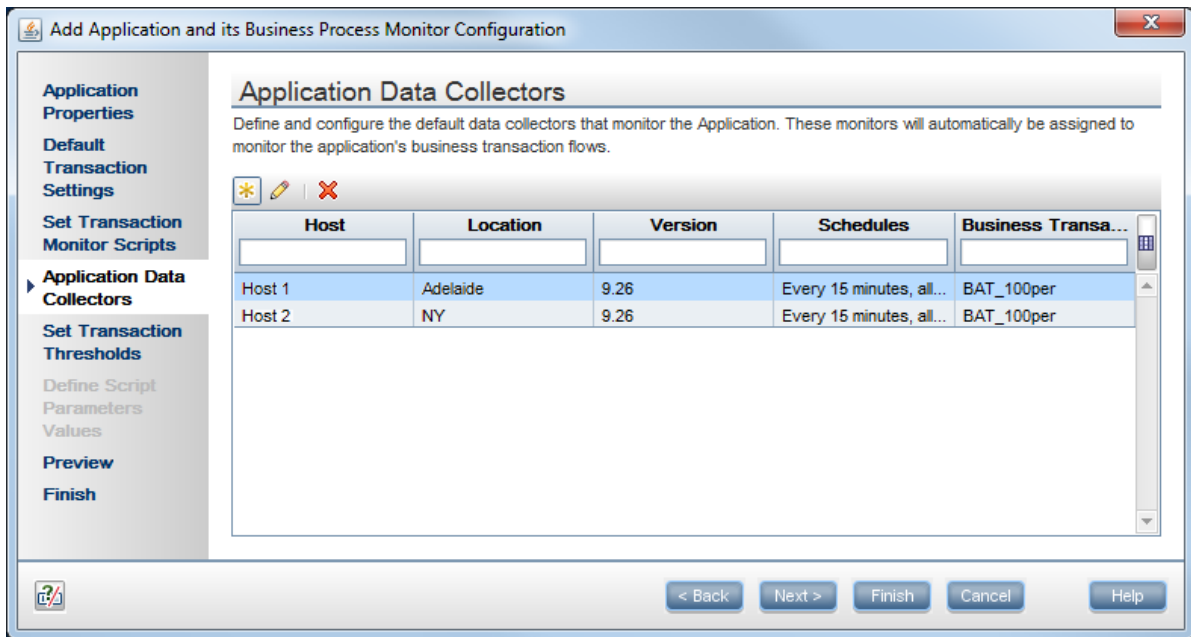 Add Application and its Business Process Monitor Configuration
Application
Properties
Default
Transaction
Settings
Set Transaction
Monitor Scripts
Application Data
Collectors
Set Transaction
Thresholds
Define Script
Parameters
Values
Preview
Finish
Application Data Collectors
Define and configure the default data collectors that monitor the Application. These monitors will automatically be assigned to
monitor the application's business transaction flows.
Host Location Version Schedules Business Transa...
Host 1 Adelaide 9.26 Every 15 minutes, all... BAT_100per
Host 2 NY 9.26 Every 15 minutes, all... BAT_100per
< Back Next > Finish Cancel Help